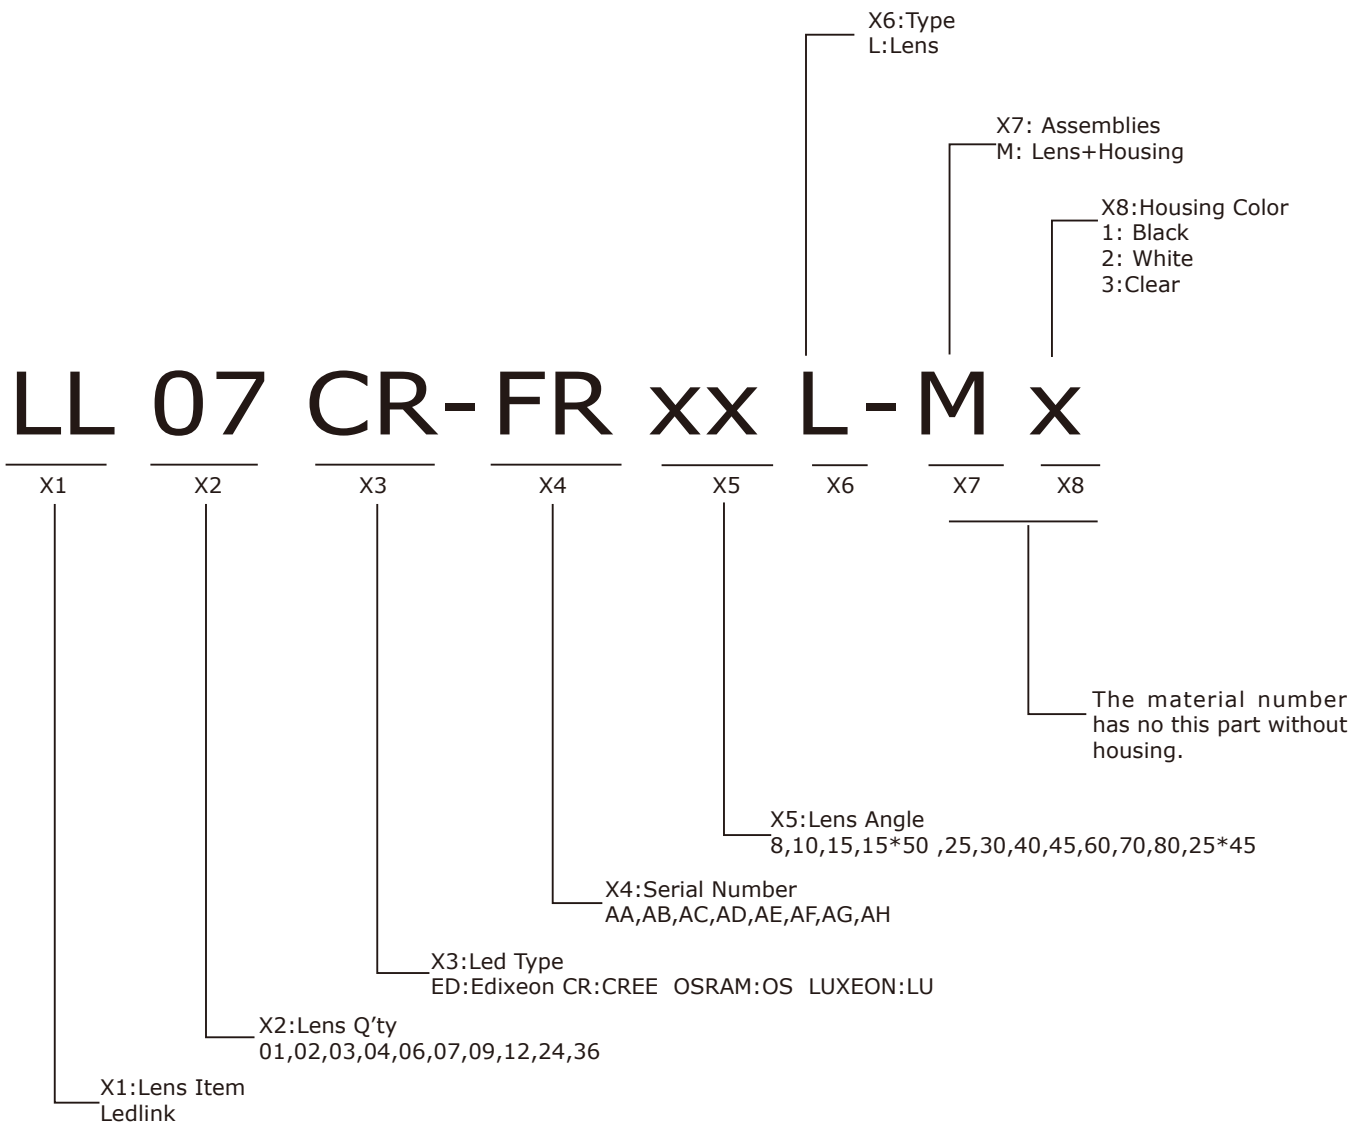 X6:Type
L:Lens
X7: Assemblies
M: Lens+Housing
X8:Housing Color
1: Black
2: White
3:Clear
LL 07 CR-FR xx L-M x
X1 X2 X3 X4 X5 X6 X7 X8
The material number
has no this part without
housing.
X5:Lens Angle
8,10,15,15*50 ,25,30,40,45,60,70,80,25*45
X4:Serial Number
AA,AB,AC,AD,AE,AF,AG,AH
X3:Led Type
ED:Edixeon CR:CREE OSRAM:OS LUXEON:LU
X2:Lens Q’ty
01,02,03,04,06,07,09,12,24,36
X1:Lens Item
Ledlink